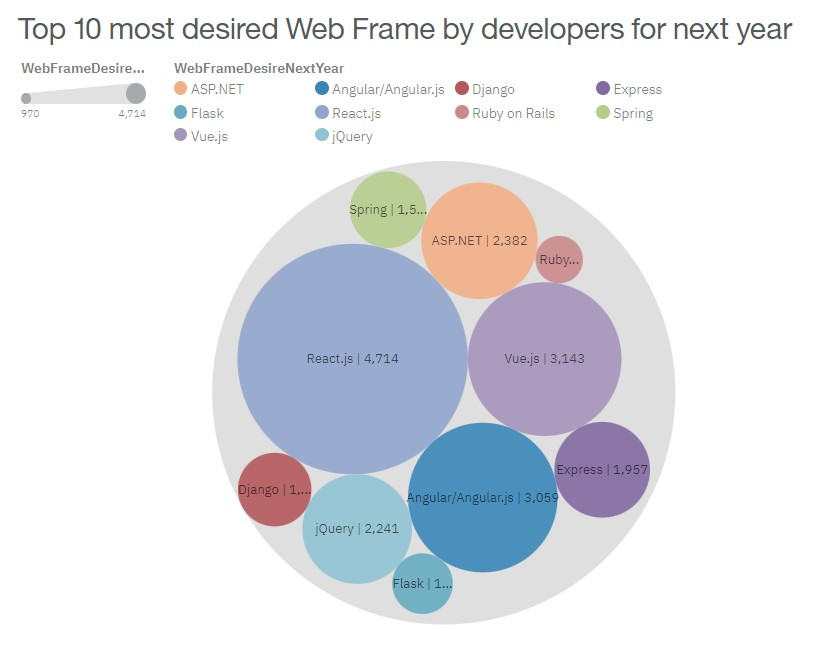 Top 10 most desired Web Frame by developers for next year
WebFrameDesire...
970 4,714
WebFrameDesireNextYear
ASP.NET Angular/Angular.js Django Express
Flask React.js Ruby on Rails Spring
Vue.js jQuery
Spring | 1,5...
ASP.NET | 2,382
Ruby...
React.js | 4,714
Vue.js | 3,143
Express | 1,957
Django | 1,...
Angular/Angular.js | 3,059
jQuery | 2,241
Flask | 1...